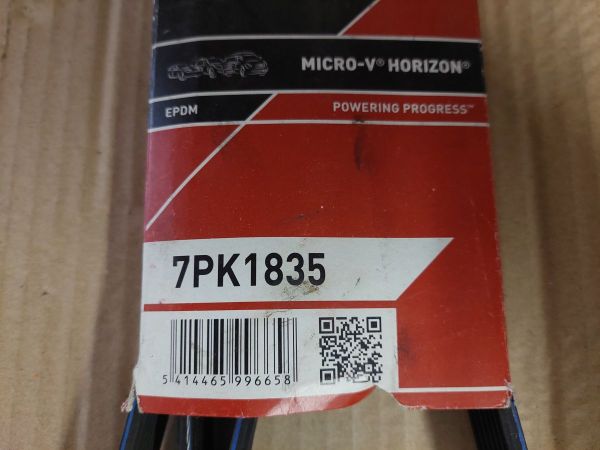 MICRO-V® HORIZON®
EPDM
POWERING PROGRESS™
7PK1835
5 414465 996658